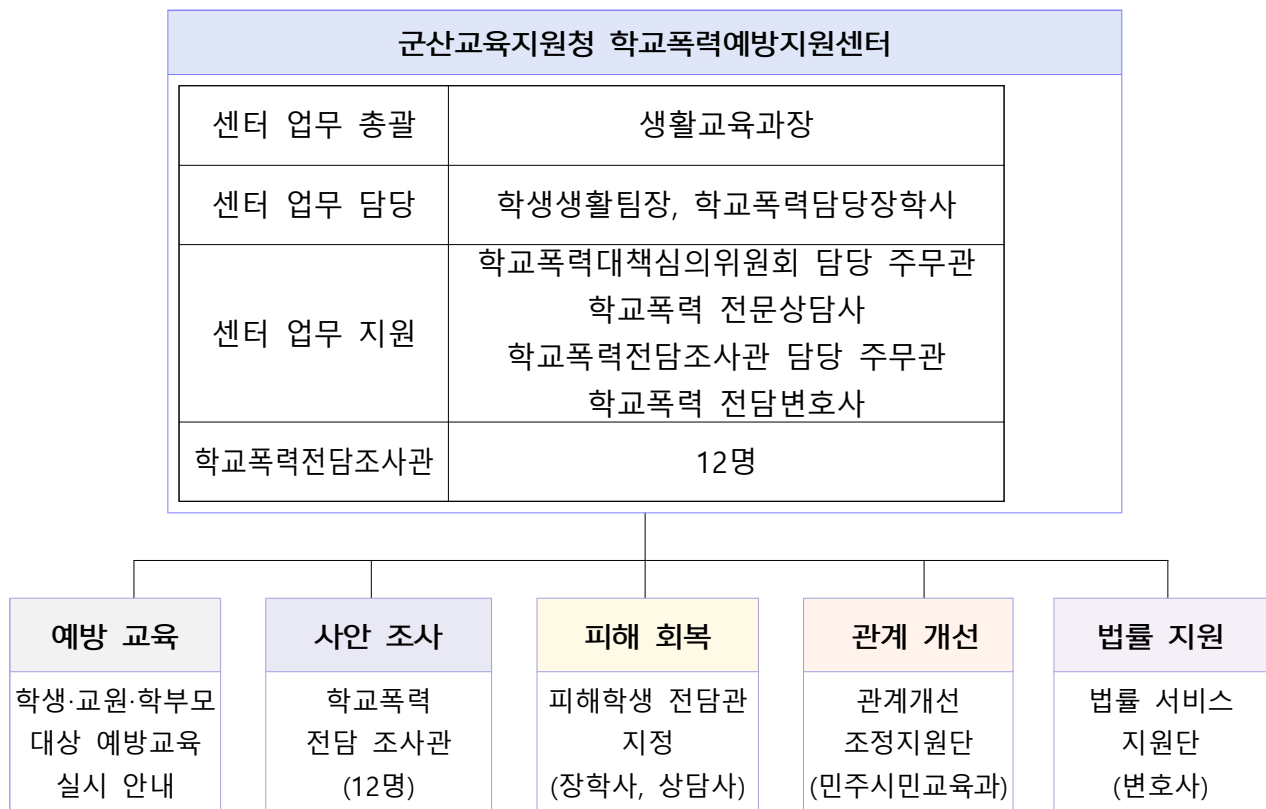 군산교육지원청 학교폭력예방지원센터
센터 업무 총괄
생활교육과장
센터 업무 담당
학생생활팀장, 학교폭력담당장학사
센터 업무 지원
학교폭력대책심의위원회 담당 주무관
학교폭력 전문상담사
학교폭력전담조사관 담당 주무관
학교폭력 전담변호사
학교폭력전담조사관
12명
예방 교육
학생·교원·학부모
대상 예방교육
실시 안내
사안 조사
학교폭력
전담 조사관
(12명)
피해 회복
피해학생 전담관
지정
(장학사, 상담사)
관계 개선
관계개선
조정지원단
(민주시민교육과)
법률 지원
법률 서비스
지원단
(변호사)